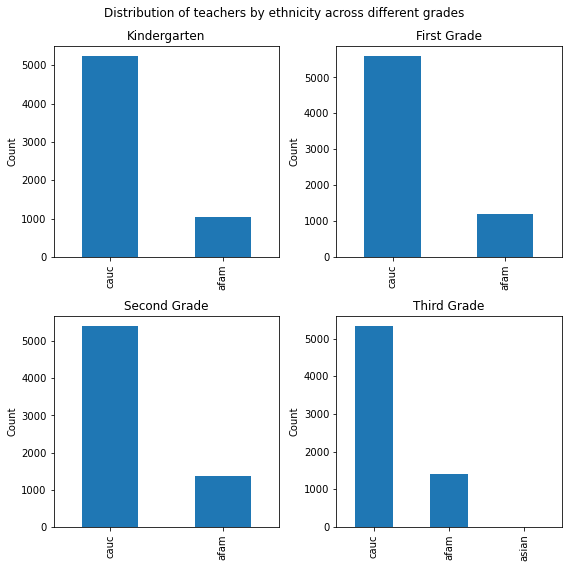 Distribution of teachers by ethnicity across different grades
Kindergarten
5000
4000
3000
2000
1000
0
Count
cauc
afam
First Grade
5000
4000
3000
2000
1000
0
Count
cauc
afam
Second Grade
5000
4000
3000
2000
1000
0
Count
cauc
afam
Third Grade
5000
4000
3000
2000
1000
0
Count
cauc
afam
asian